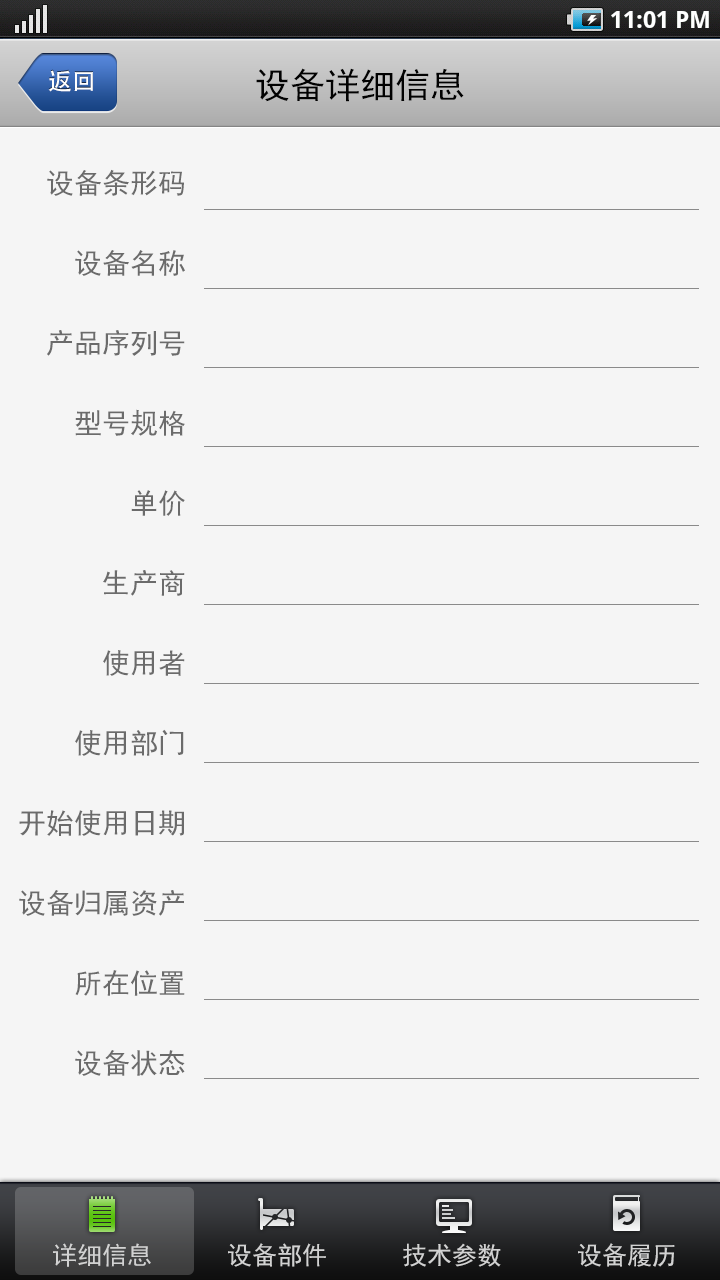 11:01 PM
返回
设备详细信息
设备条形码
设备名称
产品序列号
型号规格
单价
生产商
使用者
使用部门
开始使用日期
设备归属资产
所在位置
设备状态
详细信息 设备部件 技术参数 设备履历